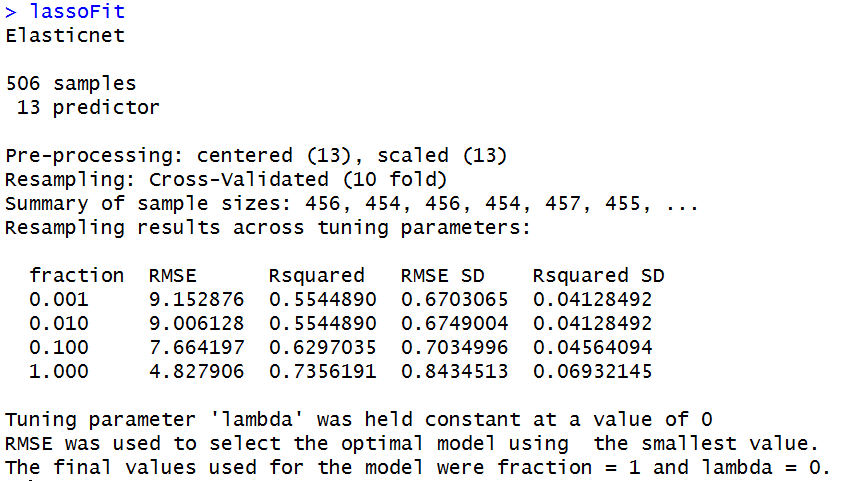 > lassoFit
Elasticnet
506 samples
13 predictor
Pre-processing: centered (13), scaled (13)
Resampling: Cross-Validated (10 fold)
Summary of sample sizes: 456, 454, 456, 454, 457, 455, ...
Resampling results across tuning parameters:
fraction  RMSE      Rsquared   RMSE SD    Rsquared SD
0.001     9.152876  0.5544890  0.6703065  0.04128492
0.010     9.006128  0.5544890  0.6749004  0.04128492
0.100     7.664197  0.6297035  0.7034996  0.04564094
1.000     4.827906  0.7356191  0.8434513  0.06932145
Tuning parameter 'lambda' was held constant at a value of 0
RMSE was used to select the optimal model using  the smallest value.
The final values used for the model were fraction = 1 and lambda = 0.